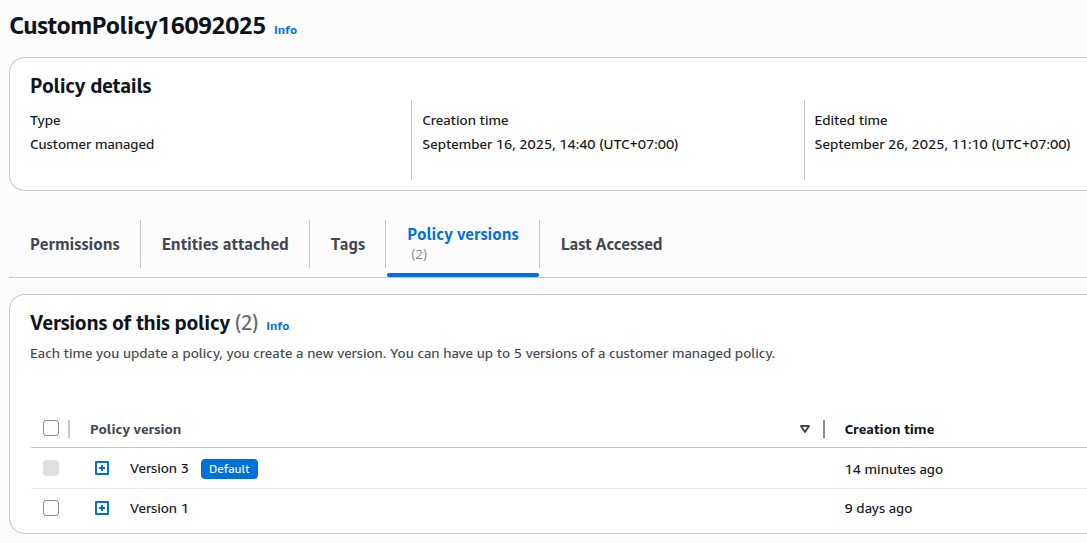 CustomPolicy16092025 Info
Policy details
Type
Customer managed
Creation time
September 16, 2025, 14:40 (UTC+07:00)
Edited time
September 26, 2025, 11:10 (UTC+07:00)
Permissions
Entities attached
Tags
Policy versions
(2)
Last Accessed
Versions of this policy (2) Info
Each time you update a policy, you create a new version. You can have up to 5 versions of a customer managed policy.
Policy version
Creation time
Version 3 Default
14 minutes ago
Version 1
9 days ago